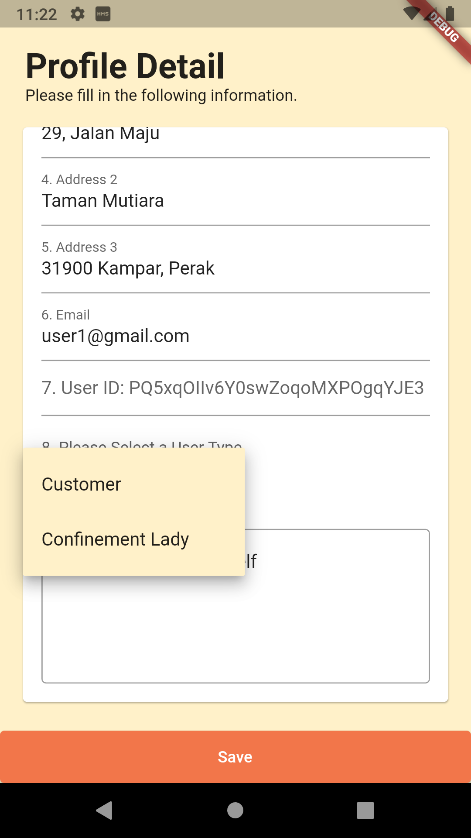 11:22
DEBUG
Profile Detail
Please fill in the following information.
29, Jalan Maju
4. Address 2
Taman Mutiara
5. Address 3
31900 Kampar, Perak
6. Email
user1@gmail.com
7. User ID: PQ5xqOIIv6Y0swZoqoMXPOgqYJE3
8. Please Select a User Type
Customer
Confinement Lady
lf
Save